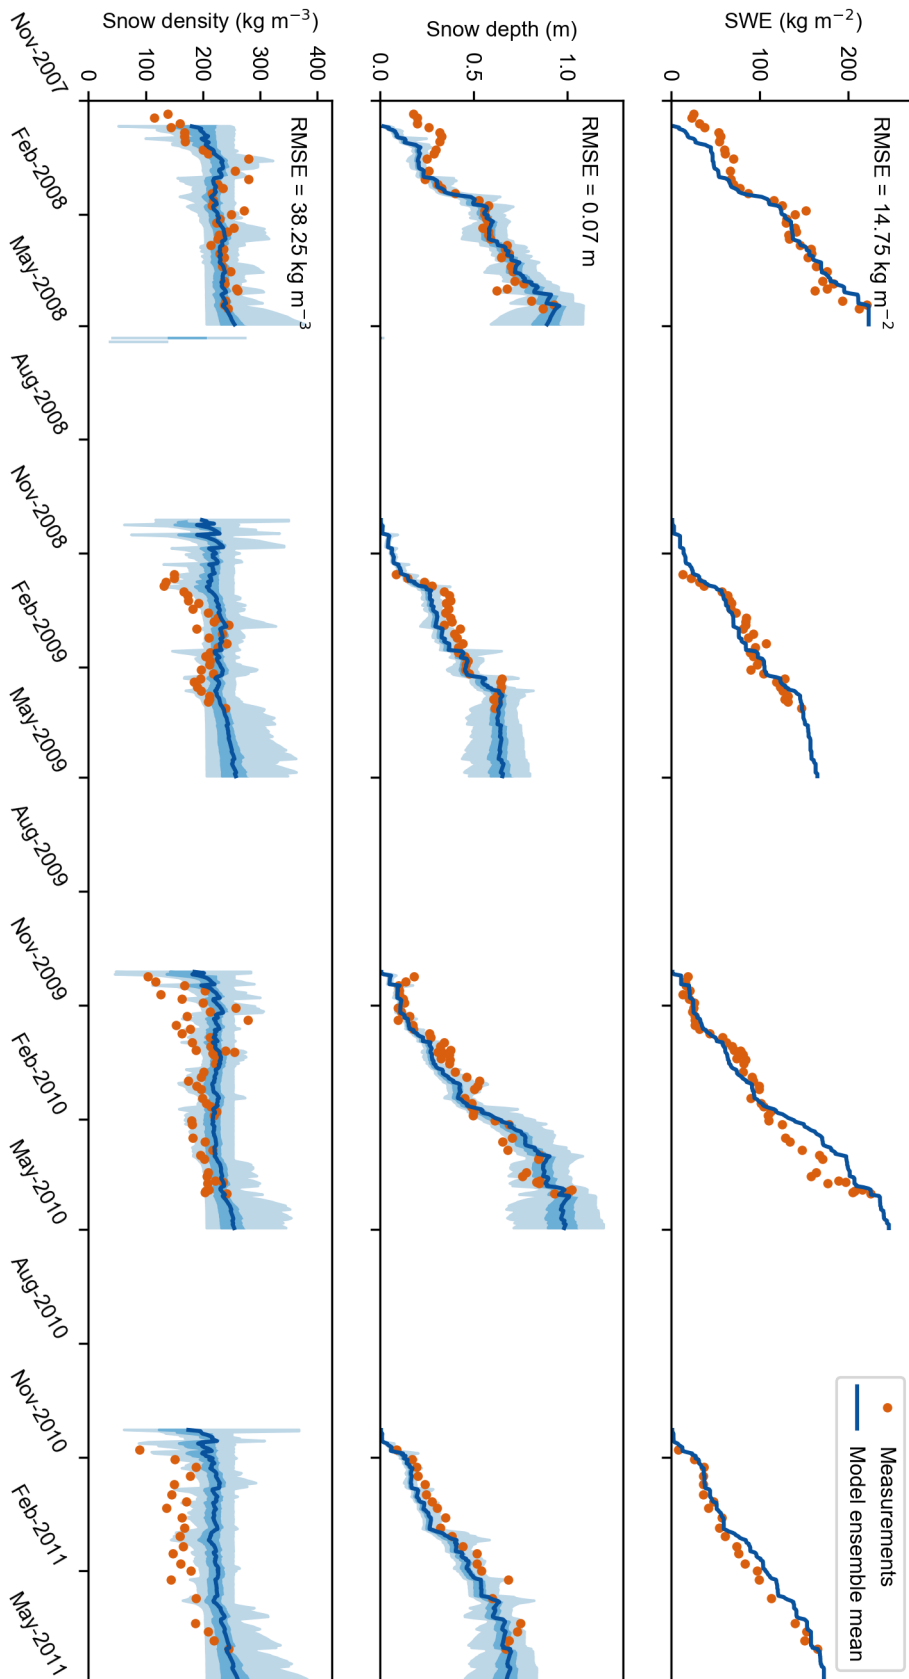 Measurements
Model ensemble mean
SWE (kg m⁻²)
200
100
0
RMSE = 14.75 kg m⁻²
Snow depth (m)
1.0
0.5
0.0
RMSE = 0.07 m
Snow density (kg m⁻³)
400
300
200
100
0
RMSE = 38.25 kg m⁻³
Nov-2007
Feb-2008
May-2008
Aug-2008
Nov-2008
Feb-2009
May-2009
Aug-2009
Nov-2009
Feb-2010
May-2010
Aug-2010
Nov-2010
Feb-2011
May-2011